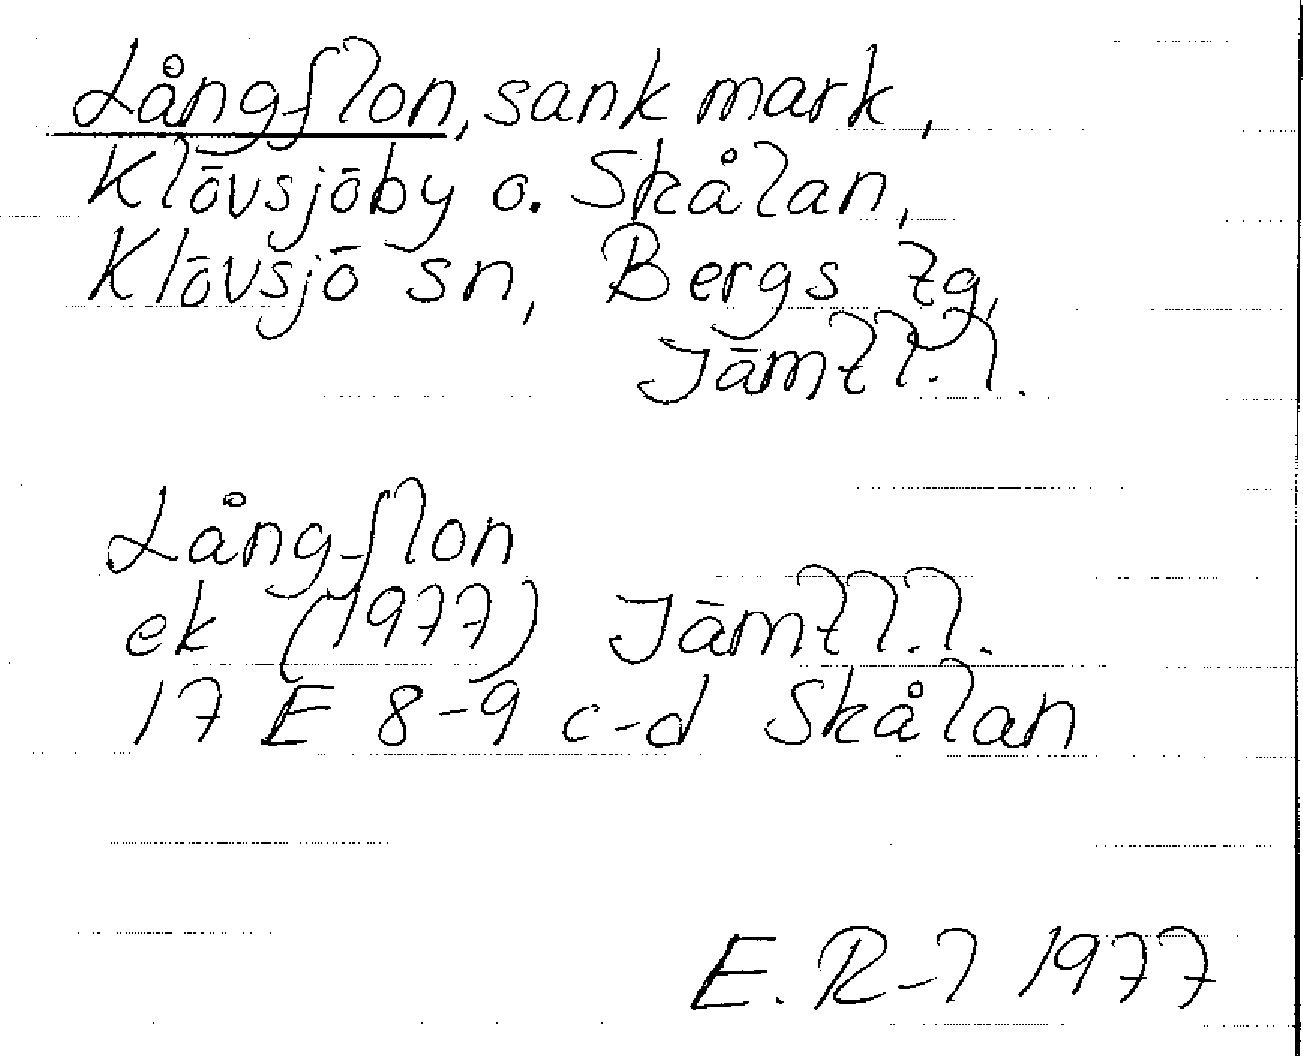 Långflon, sank mark,
Klövsjöby o. Skålan,
Klövsjö sn, Bergs tg,
Jämtl l.l.
Långflon
ek (1977) Jämtl l.l.
17 E 8-9 c-d Skålan
E. R-l 1977